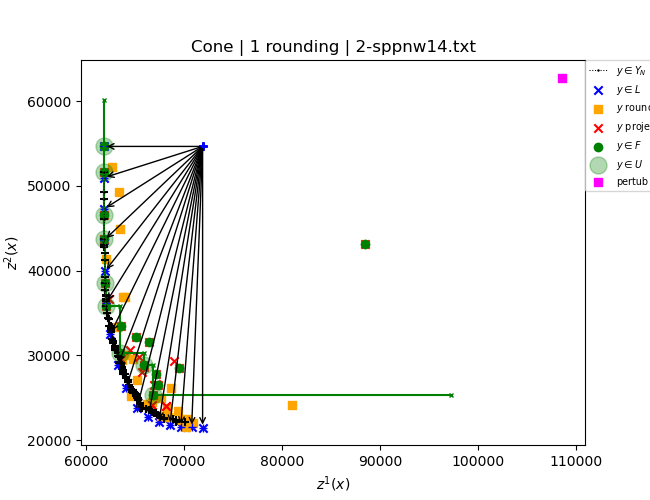 Cone | 1 rounding | 2-sppnw14.txt
y ∈ Y_N
y ∈ L
y roun
y proje
y ∈ F
y ∈ U
pertub
60000
50000
40000
30000
20000
z²(x)
60000 70000 80000 90000 100000 110000
z¹(x)